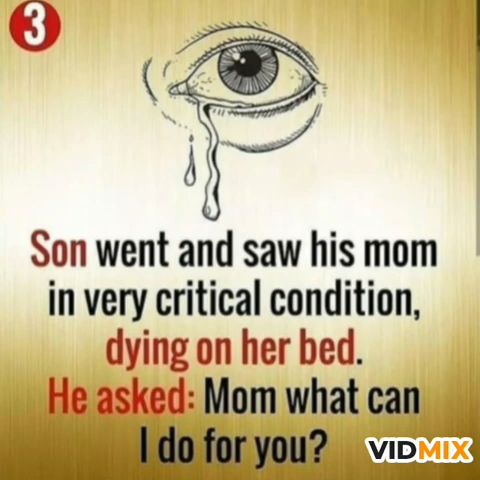 3
Son went and saw his mom
in very critical condition,
dying on her bed.
He asked: Mom what can
I do for you?
VIDMIX